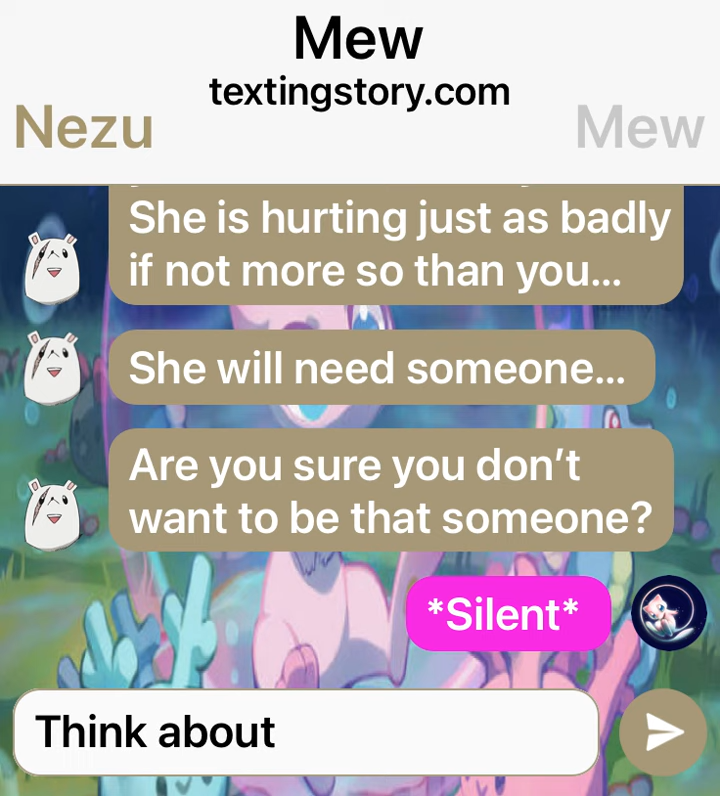 Mew
textingstory.com
Nezu
Mew
She is hurting just as badly
if not more so than you...
She will need someone...
Are you sure you don’t
want to be that someone?
*Silent*
Think about